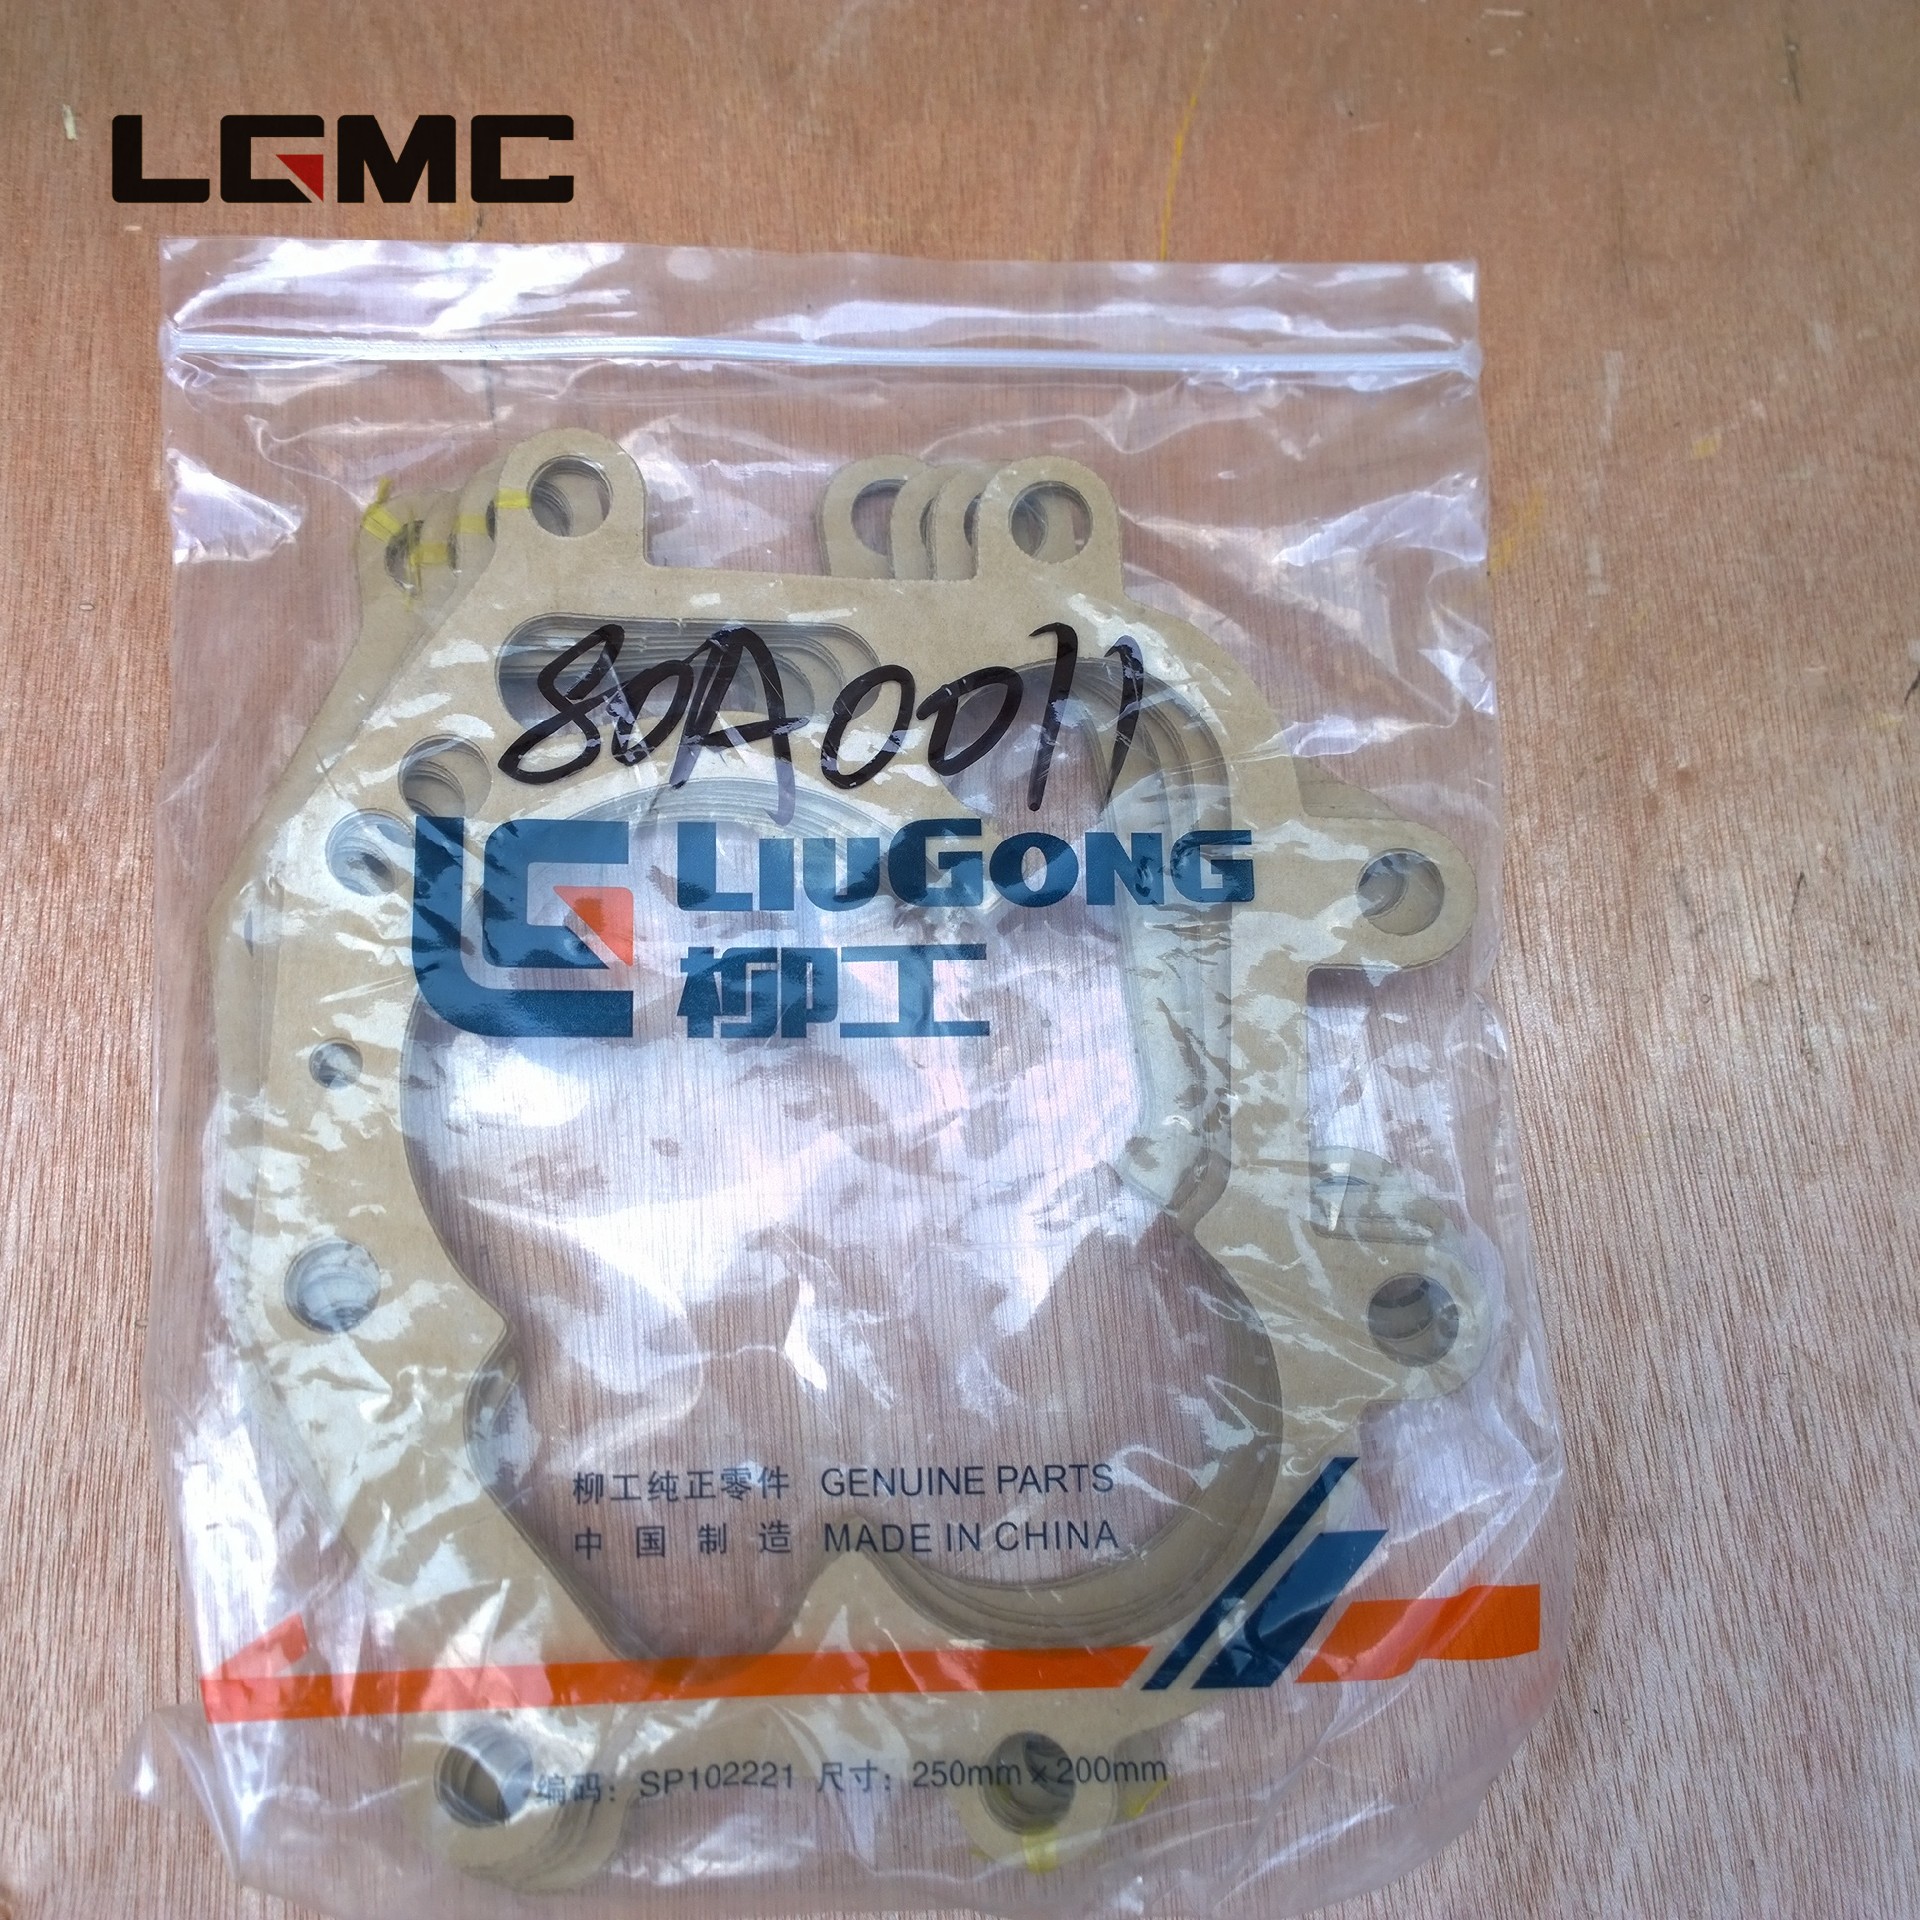 LGMC
80A0011
LIUGONG
柳工
柳工纯正零件 GENUINE PARTS
中国制造 MADE IN CHINA
编码：SP102221 尺寸：250mm×200mm